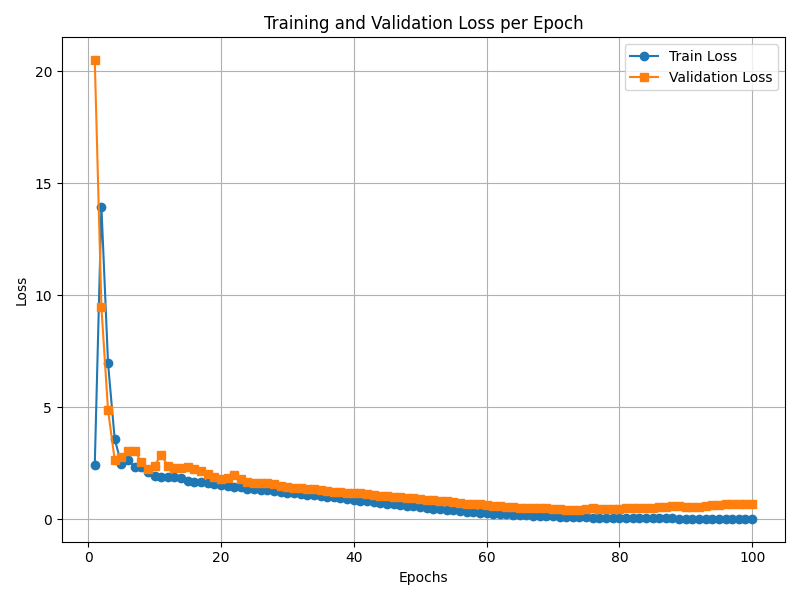 Training and Validation Loss per Epoch
Train Loss
Validation Loss
20
15
10
5
0
Loss
0 20 40 60 80 100
Epochs